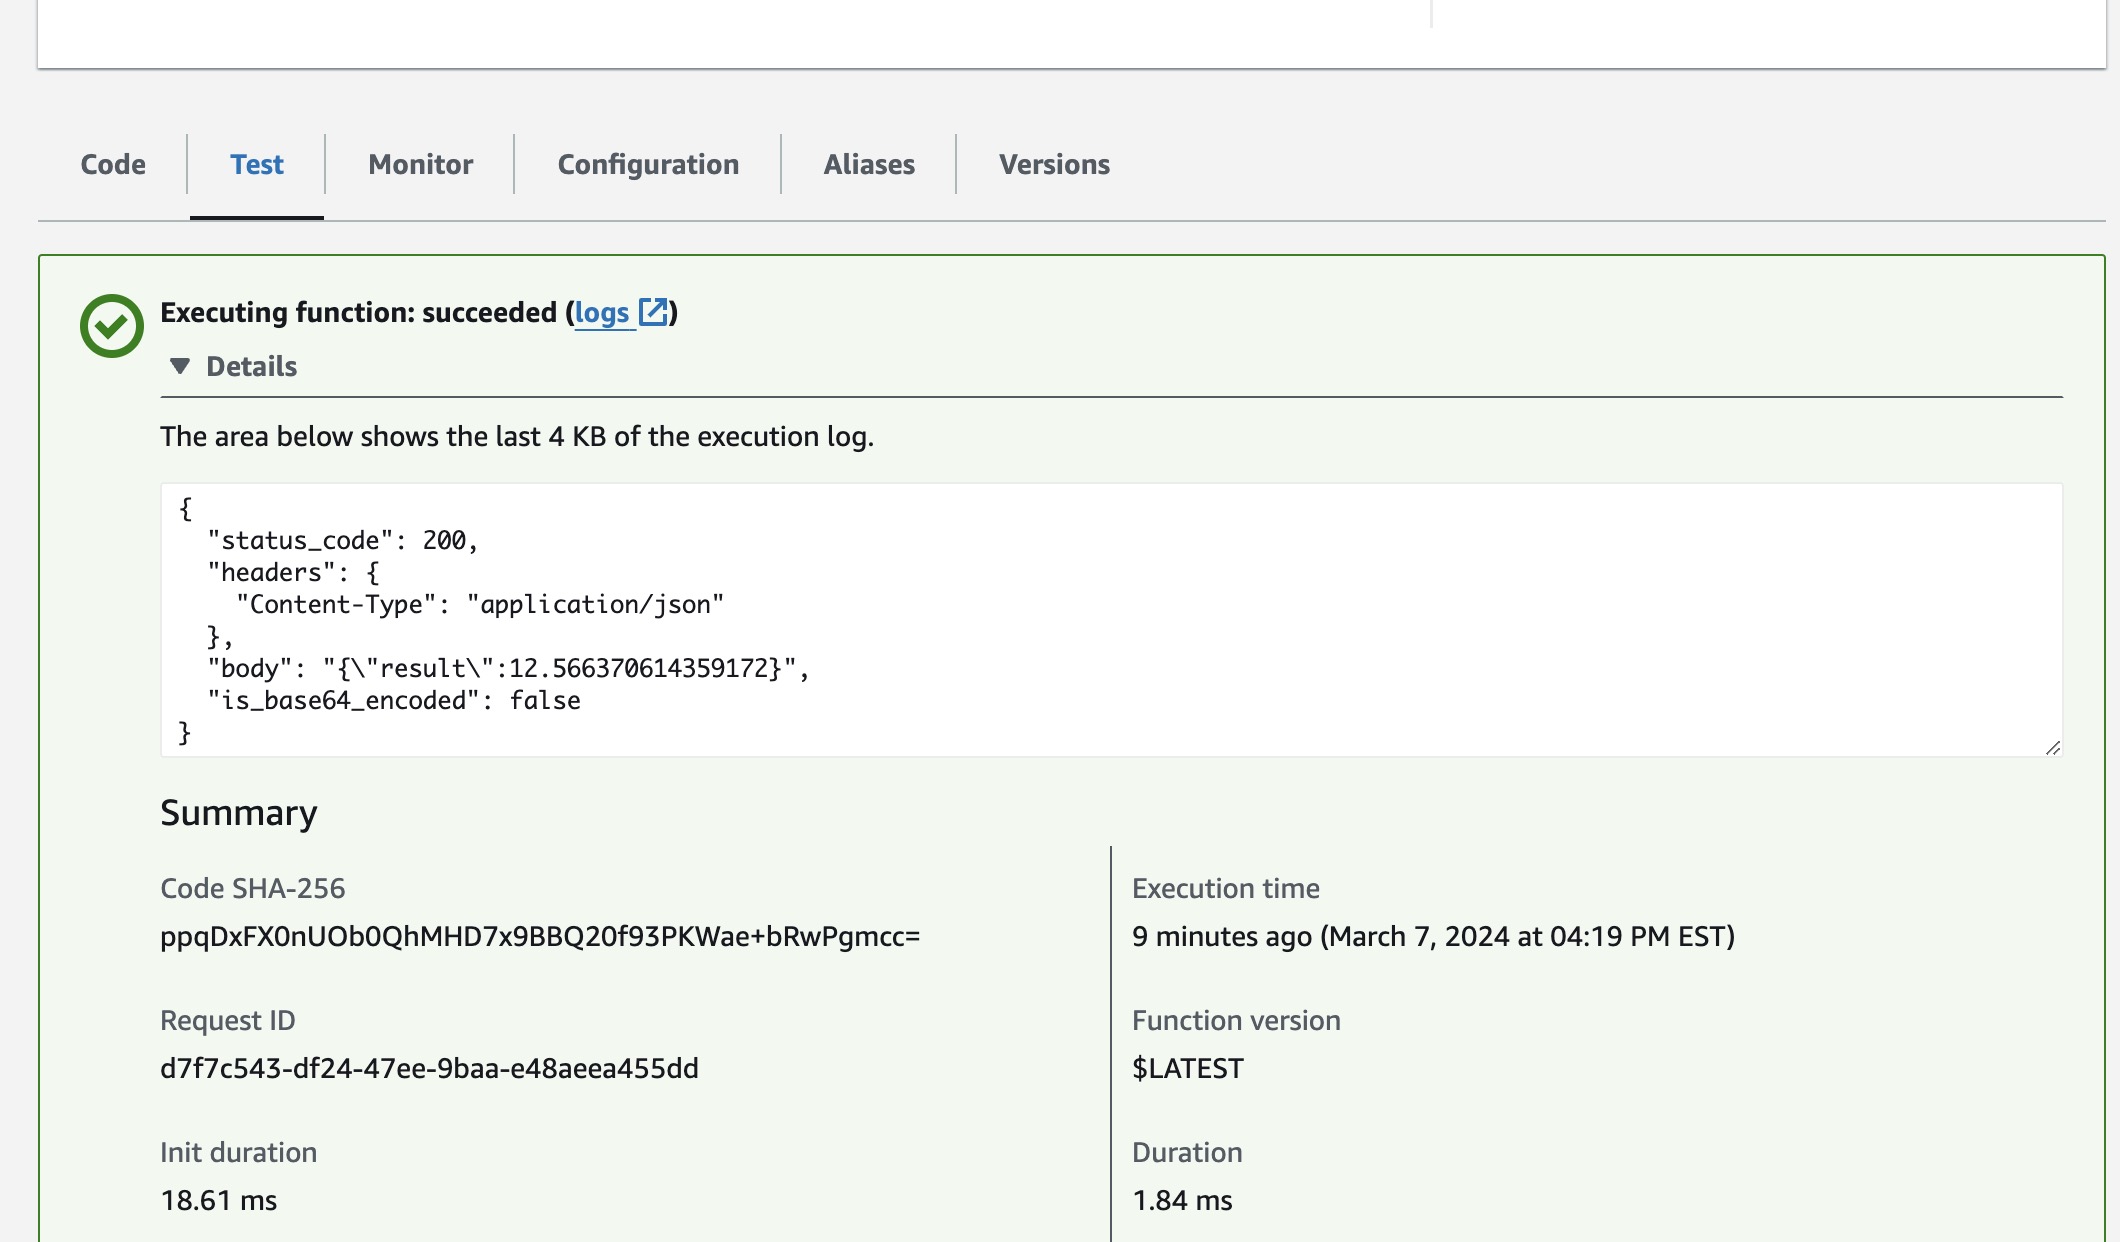 Code
Test
Monitor
Configuration
Aliases
Versions
Executing function: succeeded (logs)
Details
The area below shows the last 4 KB of the execution log.
{
  "status_code": 200,
  "headers": {
    "Content-Type": "application/json"
  },
  "body": "{\"result\":12.566370614359172}",
  "is_base64_encoded": false
}
Summary
Code SHA-256
ppqDxFX0nUOb0QhMHD7x9BBQ20f93PKWae+bRwPgmcc=
Execution time
9 minutes ago (March 7, 2024 at 04:19 PM EST)
Request ID
d7f7c543-df24-47ee-9baa-e48aeea455dd
Function version
$LATEST
Init duration
18.61 ms
Duration
1.84 ms